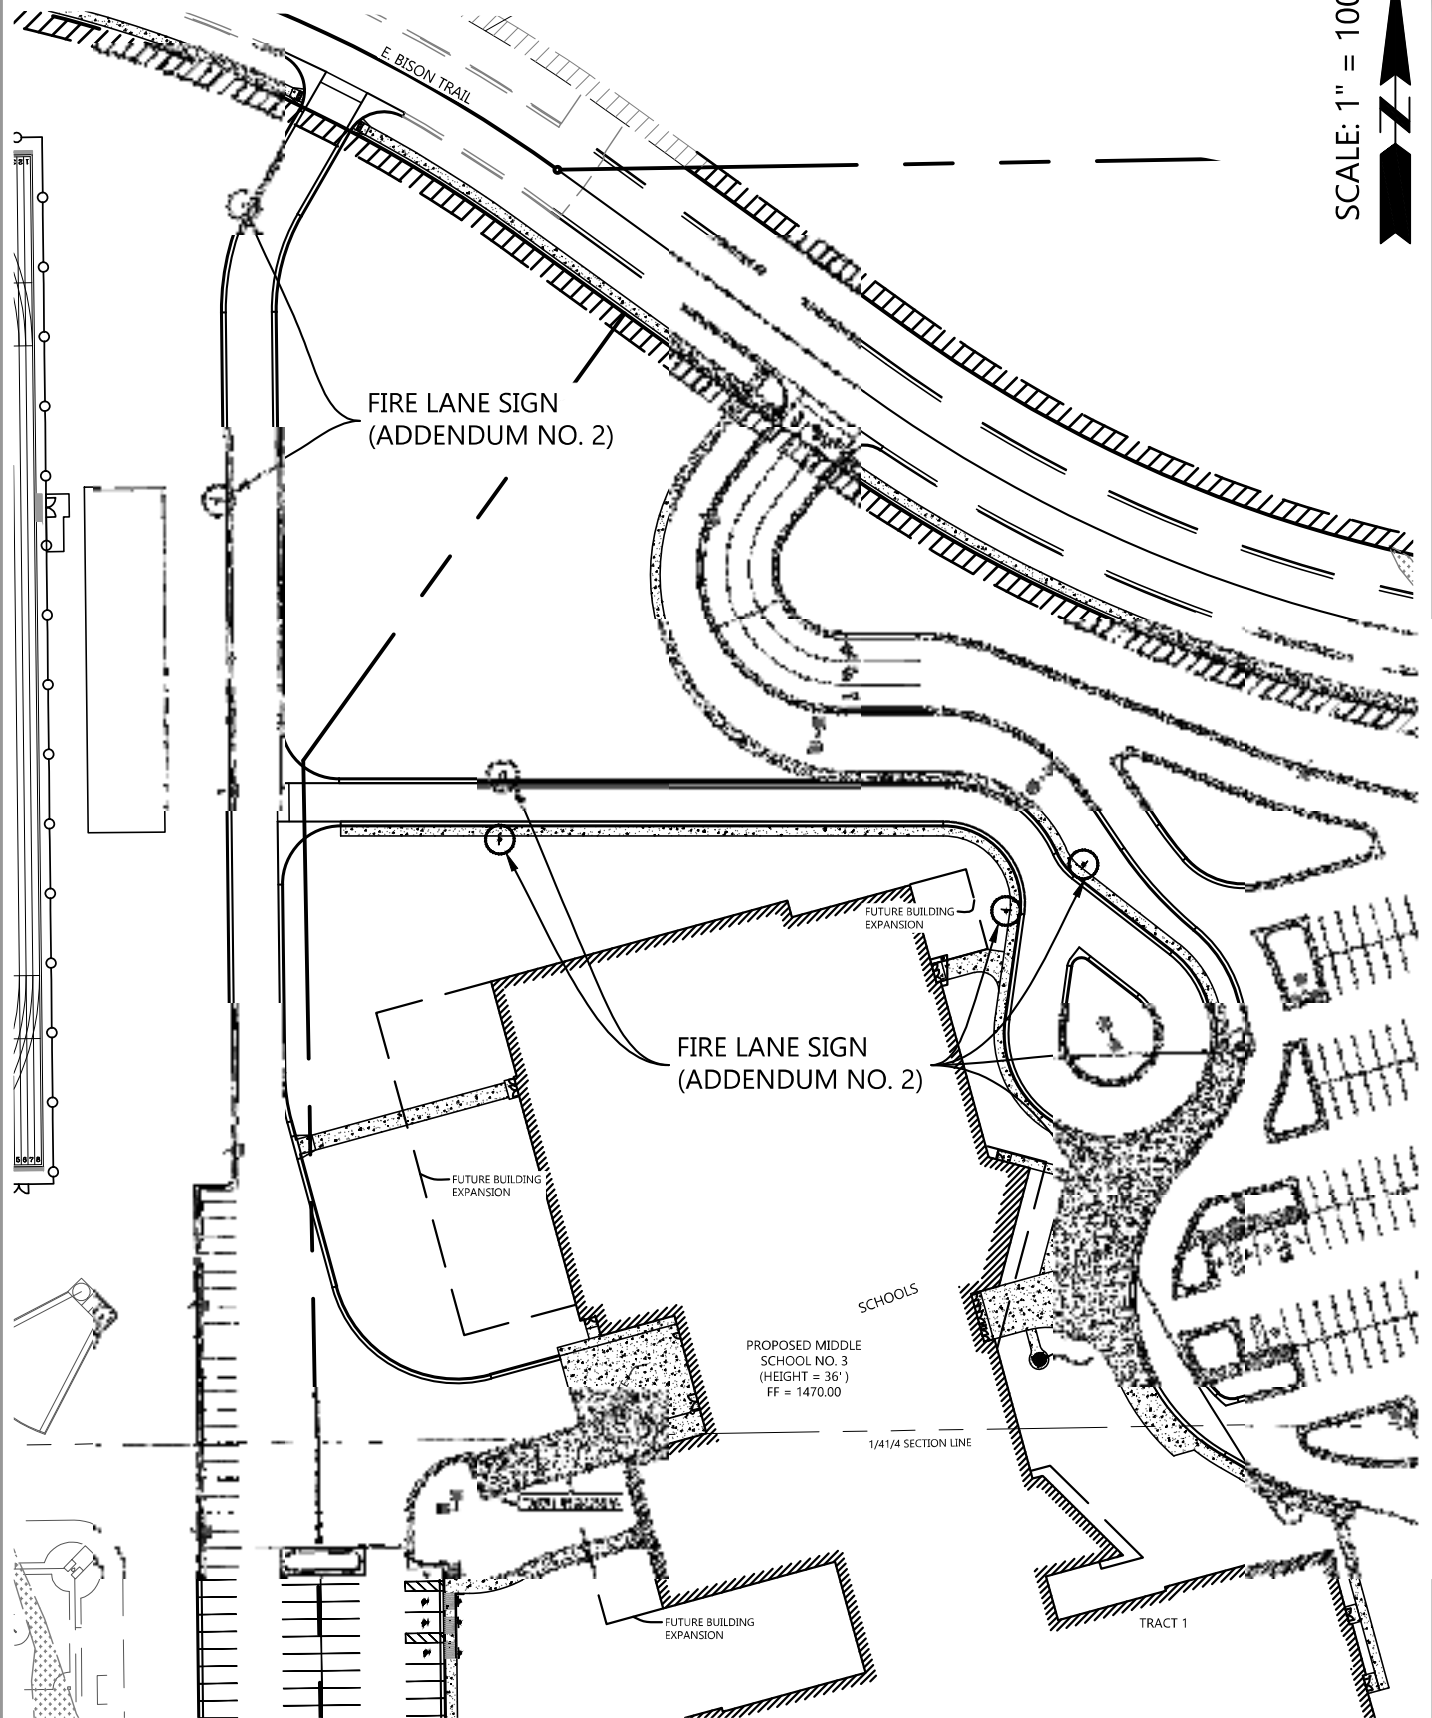 SCALE: 1" = 100
N
E. BISON TRAIL
FIRE LANE SIGN
(ADDENDUM NO. 2)
FUTURE BUILDING
EXPANSION
FIRE LANE SIGN
(ADDENDUM NO. 2)
FUTURE BUILDING
EXPANSION
5678
SCHOOLS
PROPOSED MIDDLE
SCHOOL NO. 3
(HEIGHT = 36')
FF = 1470.00
1/41/4 SECTION LINE
FUTURE BUILDING
EXPANSION
TRACT 1